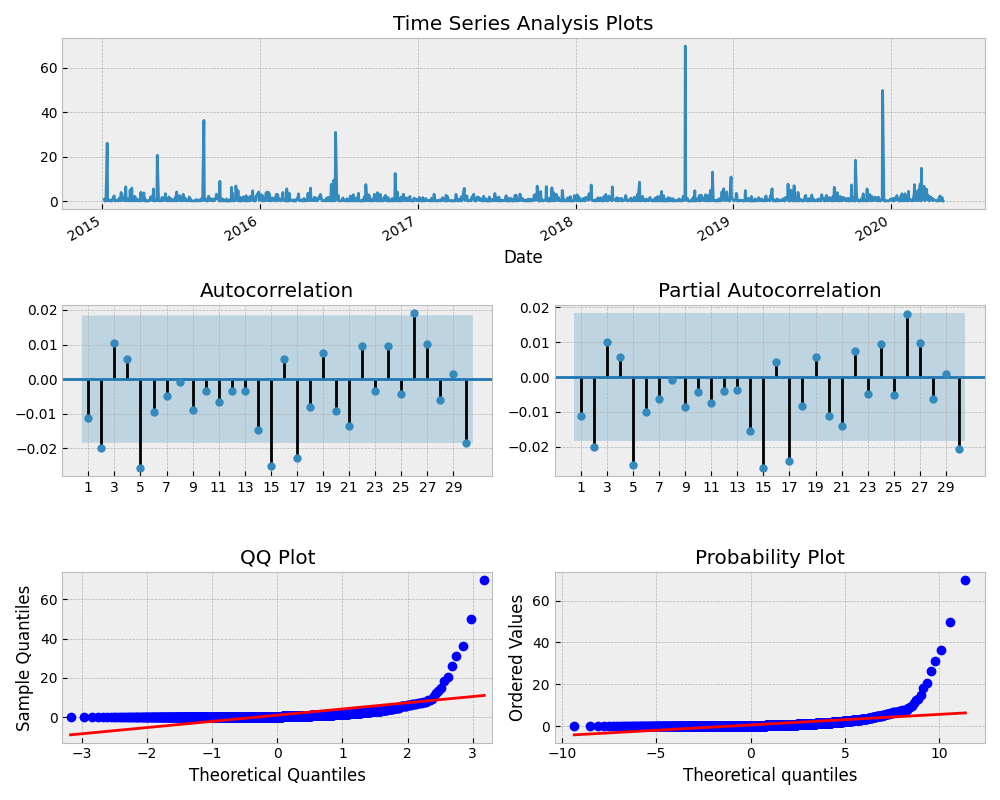 Time Series Analysis Plots
60
40
20
0
2015 2016 2017 2018 2019 2020
Date
Autocorrelation
0.02
0.01
0.00
−0.01
−0.02
1 3 5 7 9 11 13 15 17 19 21 23 25 27 29
Partial Autocorrelation
0.02
0.01
0.00
−0.01
−0.02
1 3 5 7 9 11 13 15 17 19 21 23 25 27 29
QQ Plot
Sample Quantiles
60
40
20
0
−3 −2 −1 0 1 2 3
Theoretical Quantiles
Probability Plot
Ordered Values
60
40
20
0
−10 −5 0 5 10
Theoretical quantiles